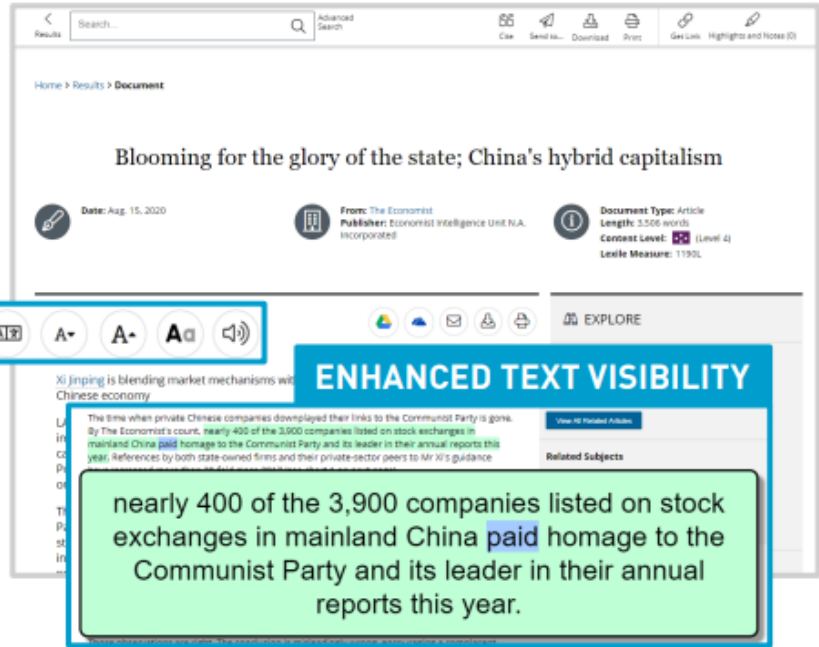 Results
Search...
Advanced
Search
Cite
Send to...
Download
Print
Get Link
Highlights and Notes (0)
Home > Results > Document
Blooming for the glory of the state; China's hybrid capitalism
Date: Aug. 15, 2020
From: The Economist
Publisher: Economist Intelligence Unit N.A.
Incorporated
Document Type: Article
Length: 3,506 words
Content Level: (Level 4)
Lexile Measure: 1190L
A
A
Aa
EXPLORE
Xi Jinping is blending market mechanisms
Chinese economy
ENHANCED TEXT VISIBILITY
The time when private Chinese companies downplayed their links to the Communist Party is gone.
By The Economist's count, nearly 400 of the 3,900 companies listed on stock exchanges in
mainland China paid homage to the Communist Party and its leader in their annual reports this
year. References by both state-owned firms and their private-sector peers to Mr Xi's guidance
View All Related Articles
Related Subjects
nearly 400 of the 3,900 companies listed on stock
exchanges in mainland China paid homage to the
Communist Party and its leader in their annual
reports this year.